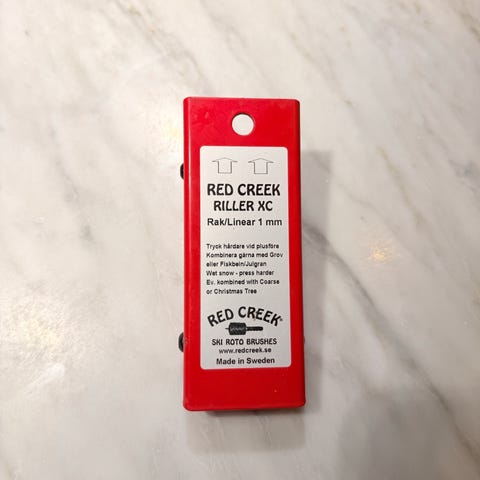 RED CREEK
RILLER XC
Rak/Linear 1 mm
Tryck hårdare vid plusföre
Kombinera gärna med Grov
eller Fiskbein/Julgran
Wet snow - press harder
Ev. kombined with Coarse
or Christmas Tree
RED CREEK®
SKI ROTO BRUSHES
www.redcreek.se
Made in Sweden